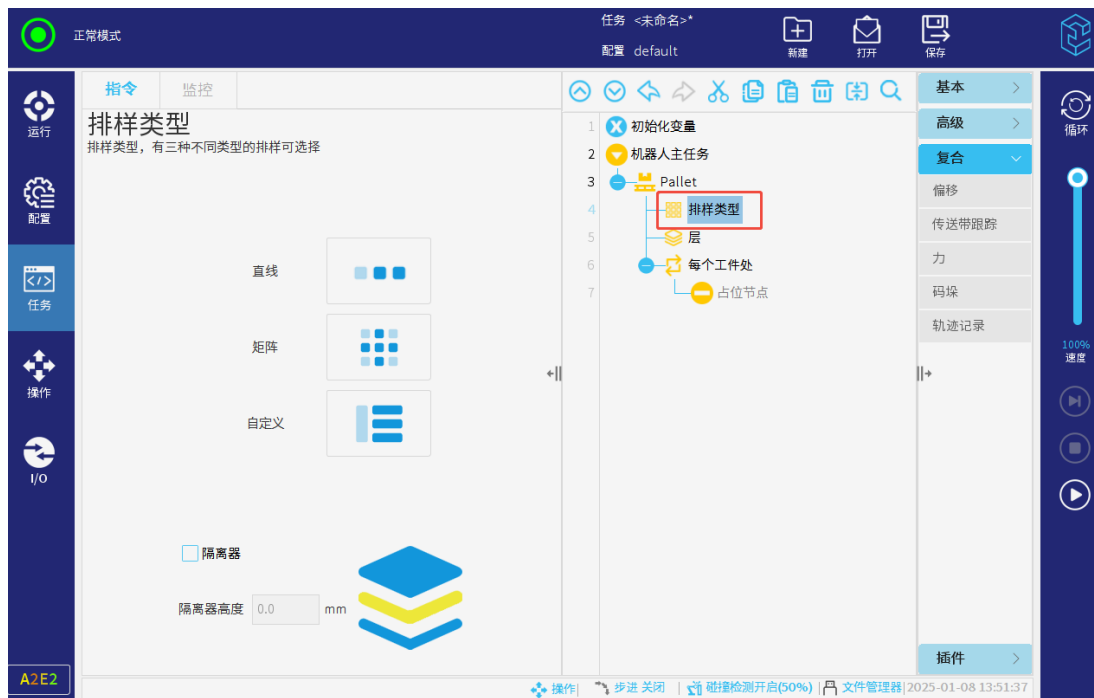 正常模式
任务 <未命名>*
配置 default
新建
打开
保存
运行
配置
任务
操作
I/O
A2E2
指令
监控
排样类型
排样类型，有三种不同类型的排样可选择
直线
矩阵
自定义
隔离器
隔离器高度 0.0 mm
1 初始化变量
2 机器人主任务
3 Pallet
4 排样类型
5 层
6 每个工件处
7 占位节点
基本
高级
复合
偏移
传送带跟踪
力
码垛
轨迹记录
插件
循环
100%
速度
操作
步进 关闭
碰撞检测开启(50%)
文件管理器
2025-01-08 13:51:37